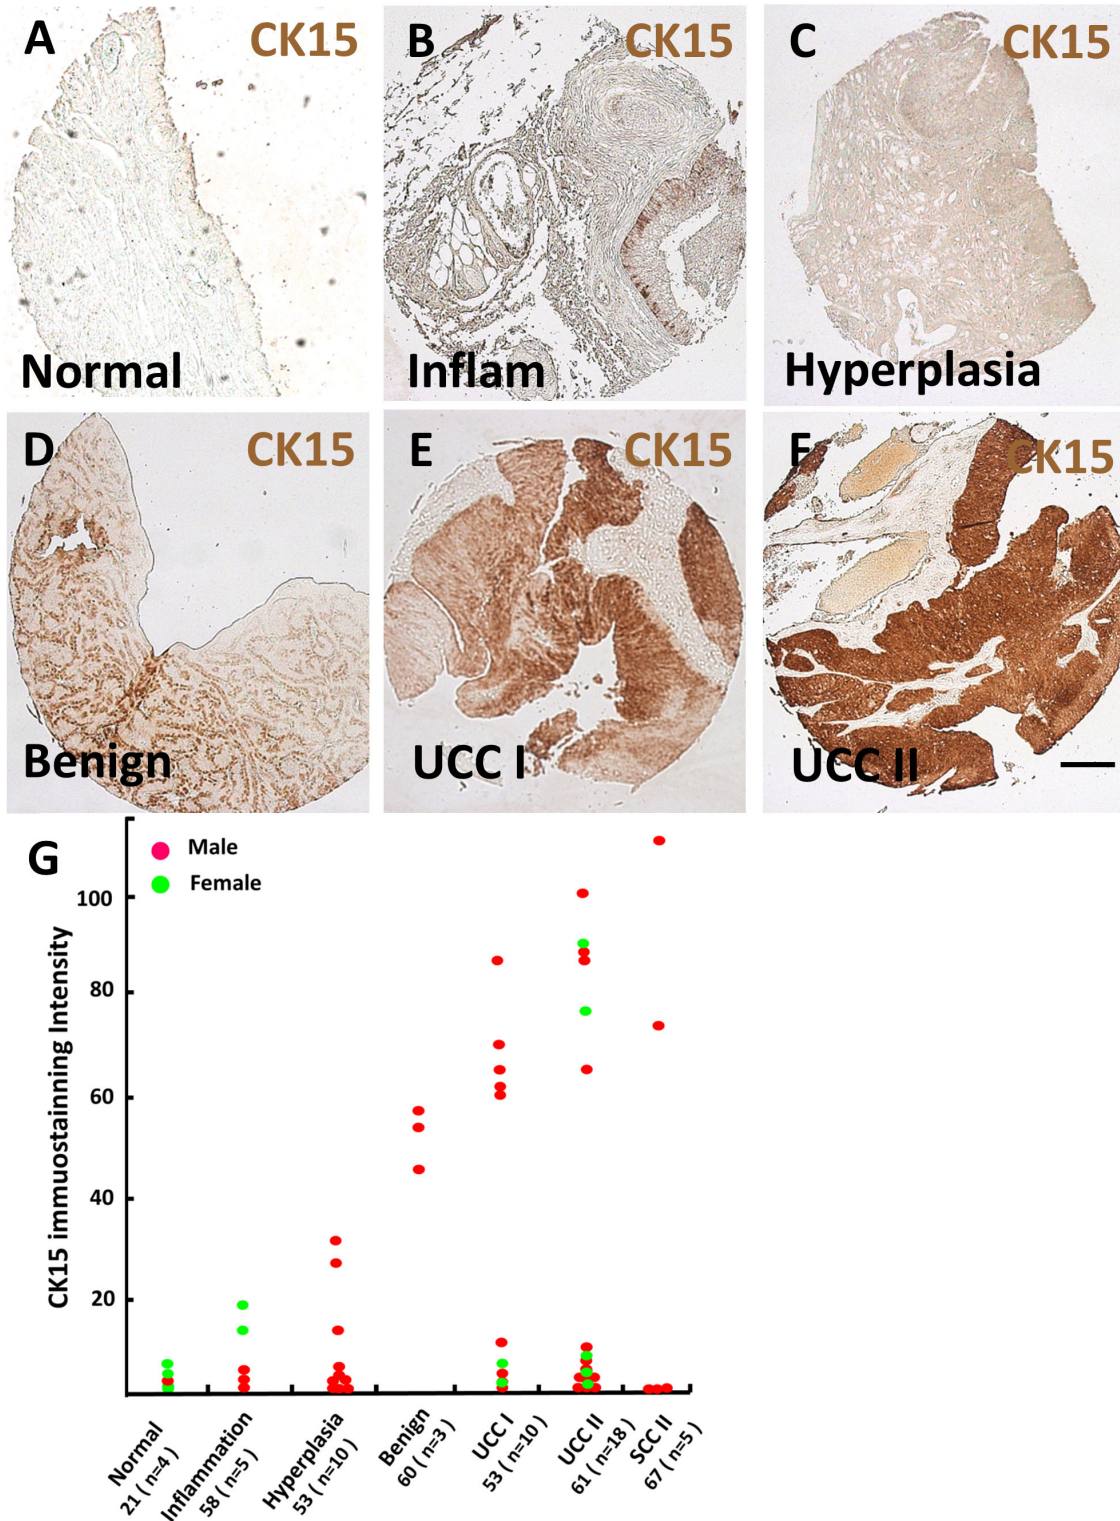 A CK15
Normal
B CK15
Inflam
C CK15
Hyperplasia
D CK15
Benign
E CK15
UCC I
F CK15
UCC II
G
Male
Female
CK15 immuostainning Intensity
100
80
60
40
20
Normal
21 ( n=4 )
Inflammation
58 ( n=5 )
Hyperplasia
53 ( n=10 )
Benign
60 ( n=3 )
UCC I
53 ( n=10 )
UCC II
61 ( n=18 )
SCC II
67 ( n=5 )